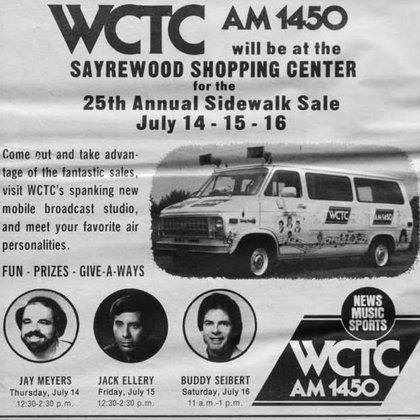 WCTC AM 1450
will be at the
SAYREWOOD SHOPPING CENTER
for the
25th Annual Sidewalk Sale
July 14 - 15 - 16
Come out and take advan-
tage of the fantastic sales,
visit WCTC's spanking new
mobile broadcast studio,
and meet your favorite air
personalities.
FUN - PRIZES - GIVE-A-WAYS
WCTC
AM 1450
JAY MEYERS
Thursday, July 14
12:30-2:30 p.m.
JACK ELLERY
Friday, July 15
12:30-2:30 p.m.
BUDDY SEIBERT
Saturday, July 16
11 a.m.-1 p.m.
NEWS
MUSIC
SPORTS
WCTC
AM 1450